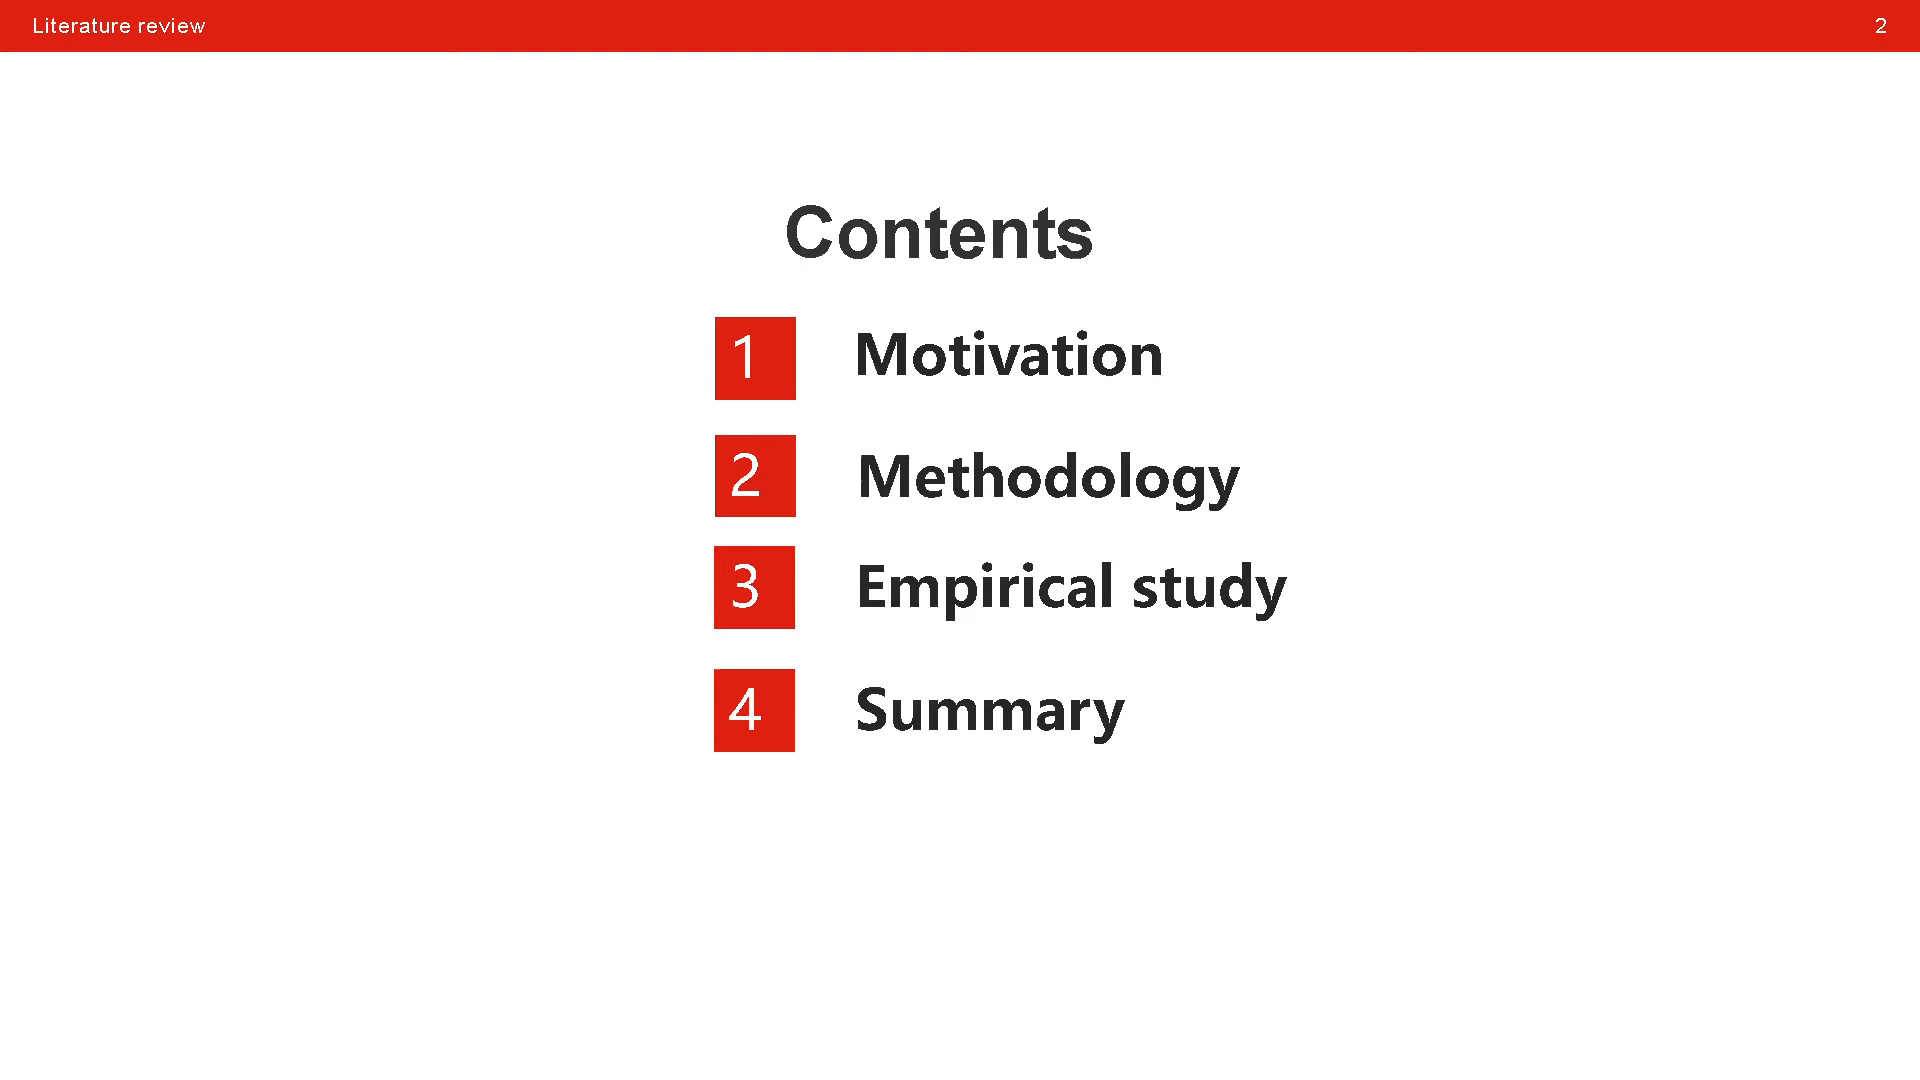 Literature review 2
Contents
1 Motivation
2 Methodology
3 Empirical study
4 Summary